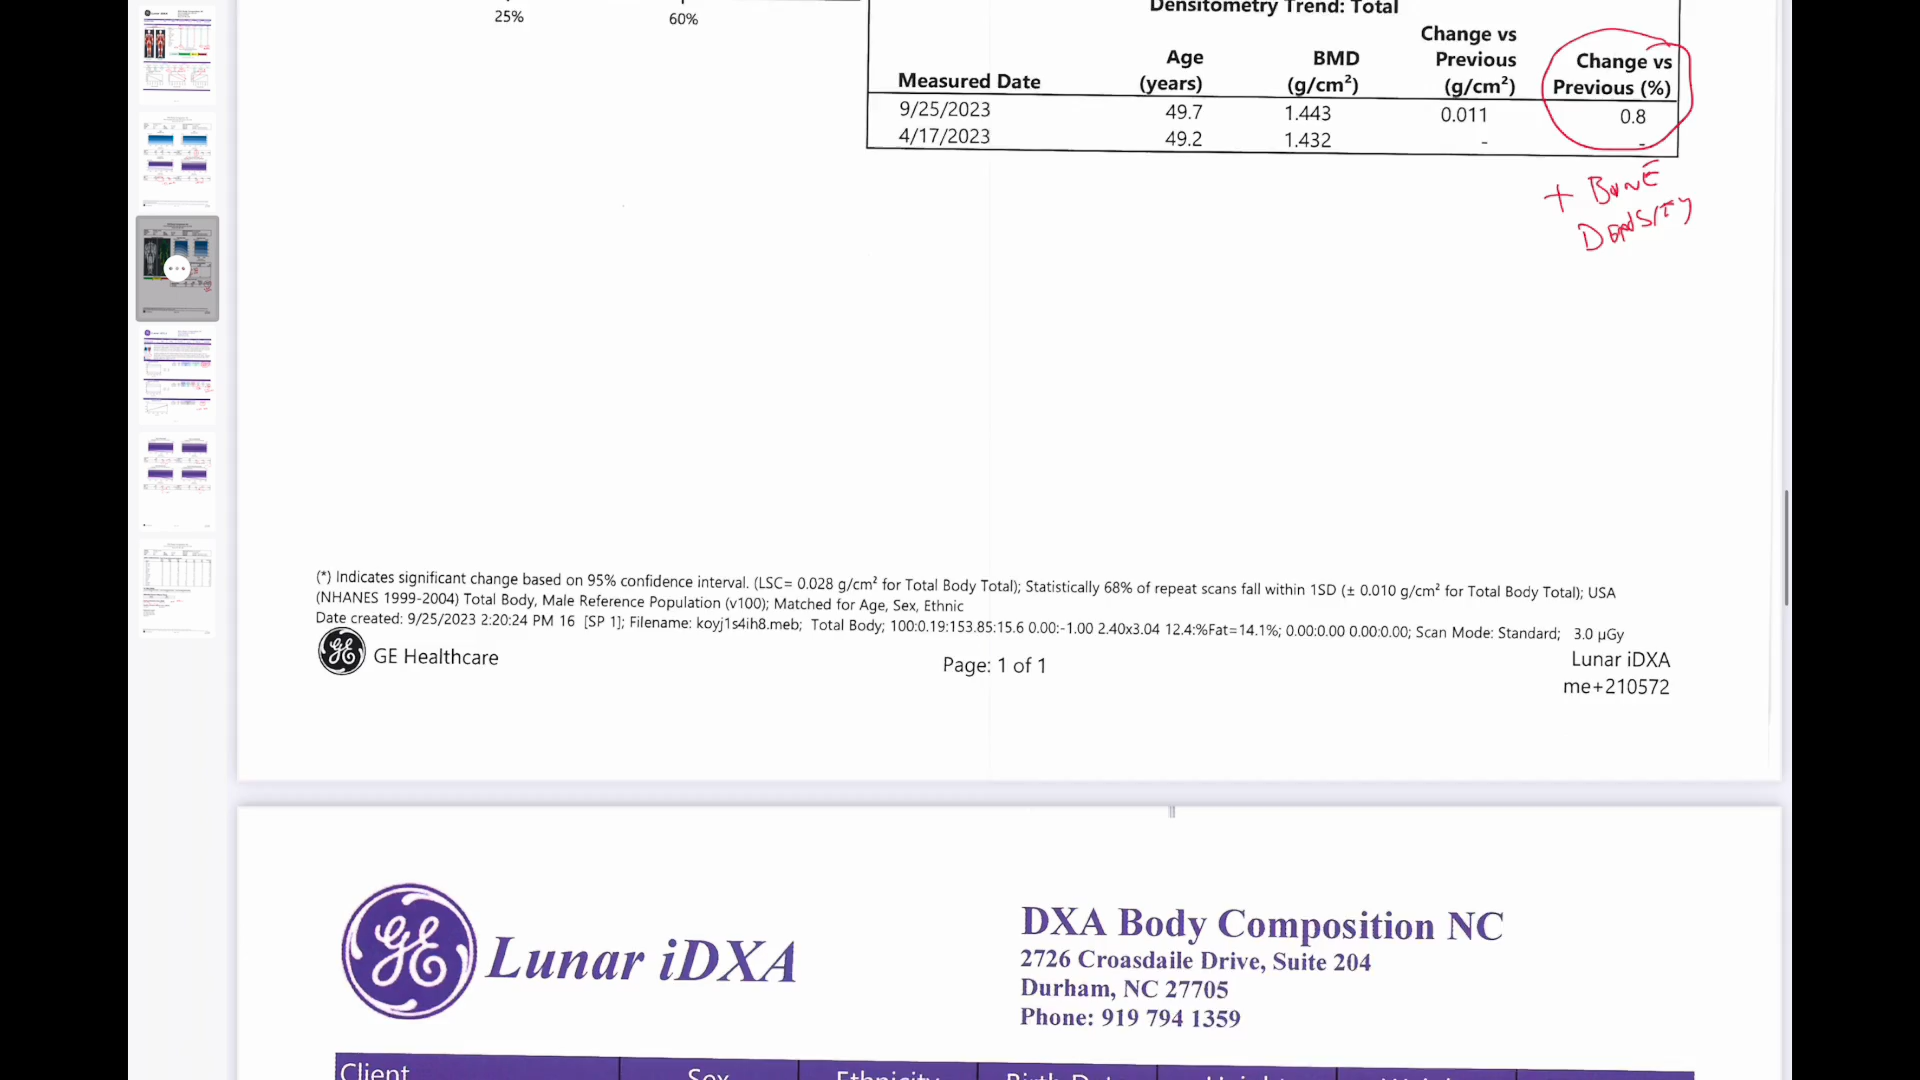 25%
60%
Densitometry Trend: Total
Measured Date
Age
(years)
BMD
(g/cm²)
Change vs
Previous
(g/cm²)
Change vs
Previous (%)
9/25/2023 49.7 1.443 0.011 0.8
4/17/2023 49.2 1.432 - -
+ BONE
DENSITY
(*) Indicates significant change based on 95% confidence interval. (LSC= 0.028 g/cm² for Total Body Total); Statistically 68% of repeat scans fall within 1SD (± 0.010 g/cm² for Total Body Total); USA
(NHANES 1999-2004) Total Body, Male Reference Population (v100); Matched for Age, Sex, Ethnic
Date created: 9/25/2023 2:20:24 PM 16 [SP 1]; Filename: koyj1s4ih8.meb; Total Body; 100:0.19:153.85:15.6 0.00:-1.00 2.40x3.04 12.4:%Fat=14.1%; 0.00:0.00 0.00:0.00; Scan Mode: Standard; 3.0 µGy
GE GE Healthcare
Page: 1 of 1
Lunar iDXA
me+210572
GE Lunar iDXA
DXA Body Composition NC
2726 Croasdaile Drive, Suite 204
Durham, NC 27705
Phone: 919 794 1359
Client Sex Ethnicity